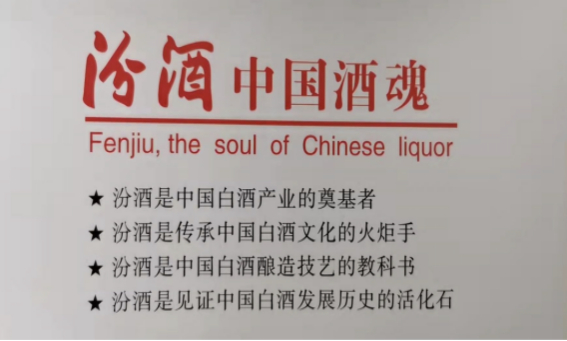 汾酒 中国酒魂
Fenjiu, the soul of Chinese liquor
★ 汾酒是中国白酒产业的奠基者
★ 汾酒是传承中国白酒文化的火炬手
★ 汾酒是中国白酒酿造技艺的教科书
★ 汾酒是见证中国白酒发展历史的活化石